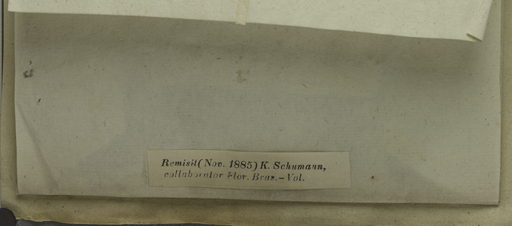 Remisit (Nov. 1885) K. Schumann,
collaborator Flor. Bras. – Vol.